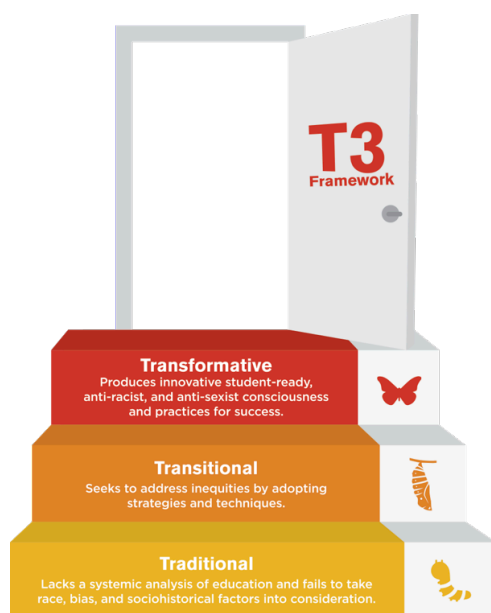 T3
Framework
Transformative
Produces innovative student-ready,
anti-racist, and anti-sexist consciousness
and practices for success.
Transitional
Seeks to address inequities by adopting
strategies and techniques.
Traditional
Lacks a systemic analysis of education and fails to take
race, bias, and sociohistorical factors into consideration.